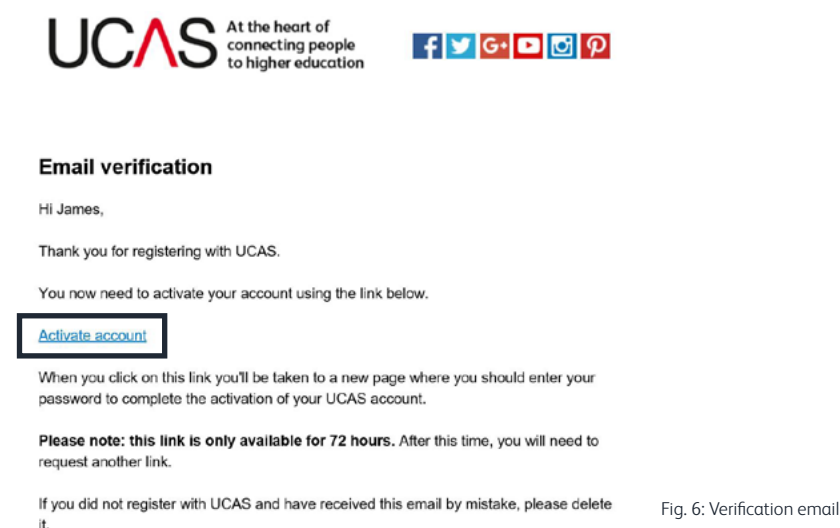 UCAS
At the heart of
connecting people
to higher education
Email verification
Hi James,
Thank you for registering with UCAS.
You now need to activate your account using the link below.
Activate account
When you click on this link you'll be taken to a new page where you should enter your
password to complete the activation of your UCAS account.
Please note: this link is only available for 72 hours. After this time, you will need to
request another link.
If you did not register with UCAS and have received this email by mistake, please delete
it.
Fig. 6: Verification email